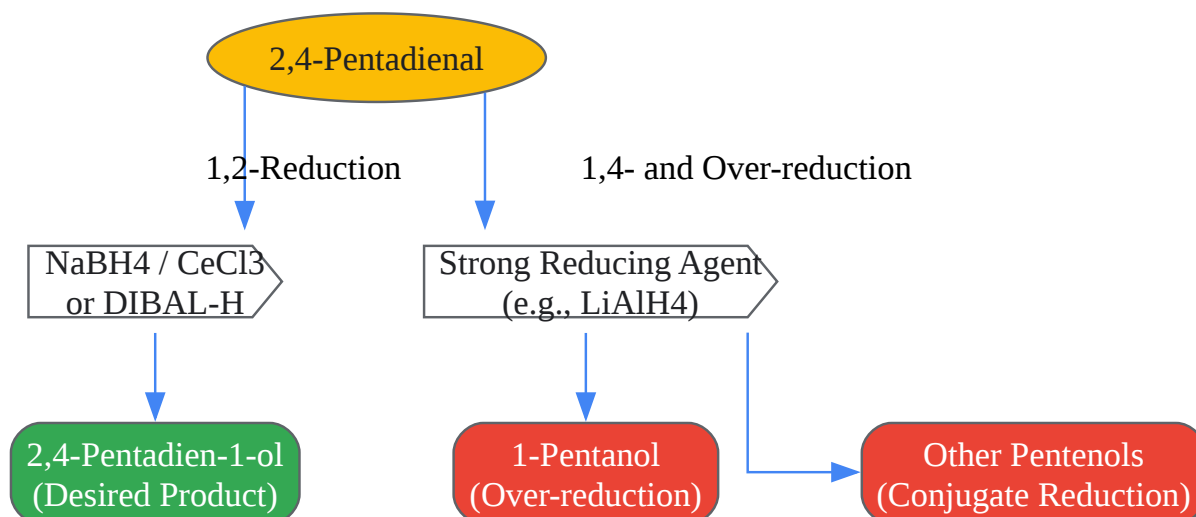 2,4-Pentadienal
1,2-Reduction
1,4- and Over-reduction
NaBH4 / CeCl3
or DIBAL-H
Strong Reducing Agent
(e.g., LiAlH4)
2,4-Pentadien-1-ol
(Desired Product)
1-Pentanol
(Over-reduction)
Other Pentenols
(Conjugate Reduction)